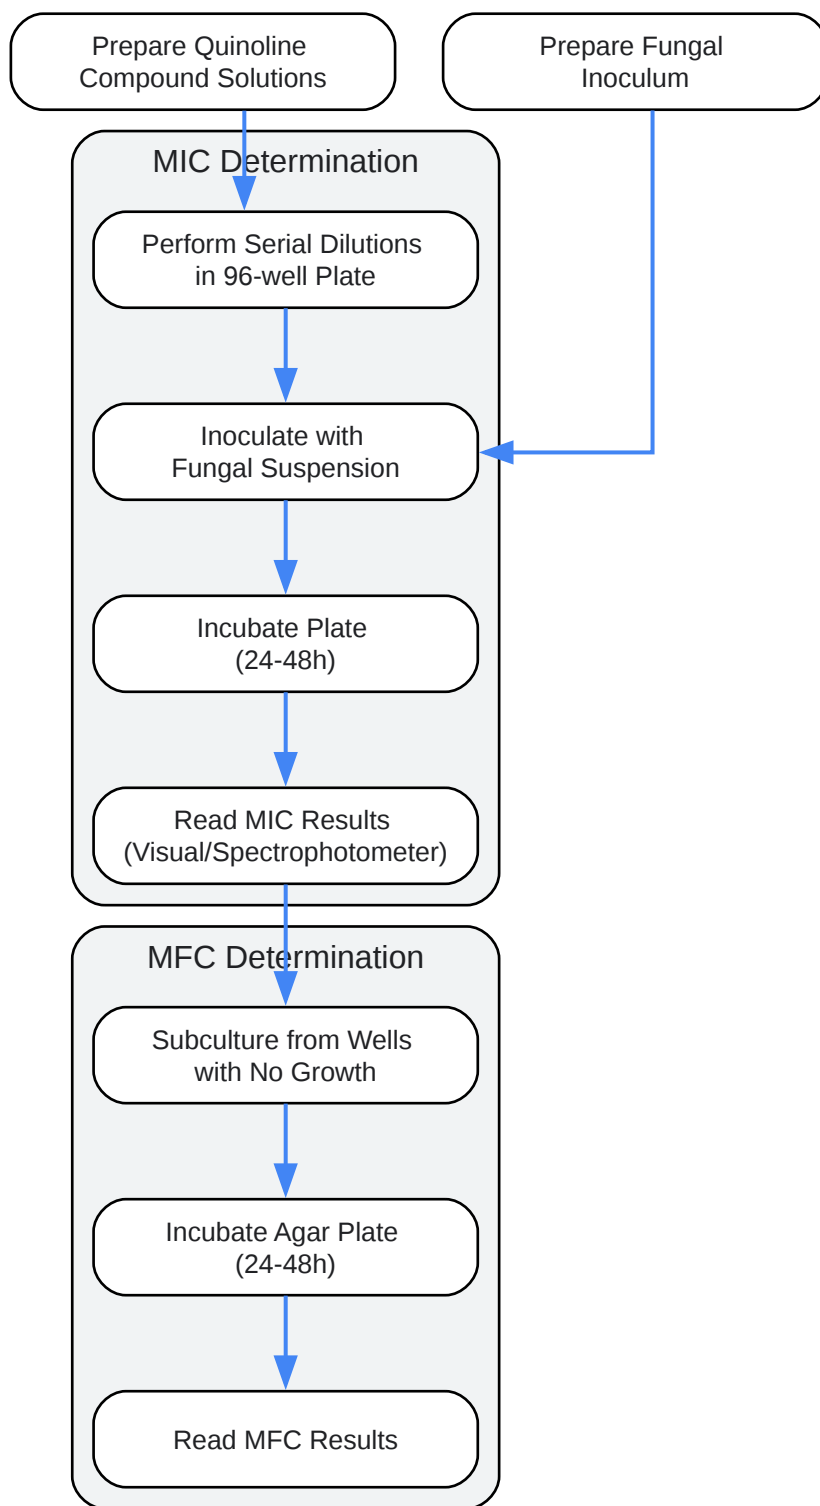 Prepare Quinoline
Compound Solutions
Prepare Fungal
Inoculum
MIC Determination
Perform Serial Dilutions
in 96-well Plate
Inoculate with
Fungal Suspension
Incubate Plate
(24-48h)
Read MIC Results
(Visual/Spectrophotometer)
MFC Determination
Subculture from Wells
with No Growth
Incubate Agar Plate
(24-48h)
Read MFC Results